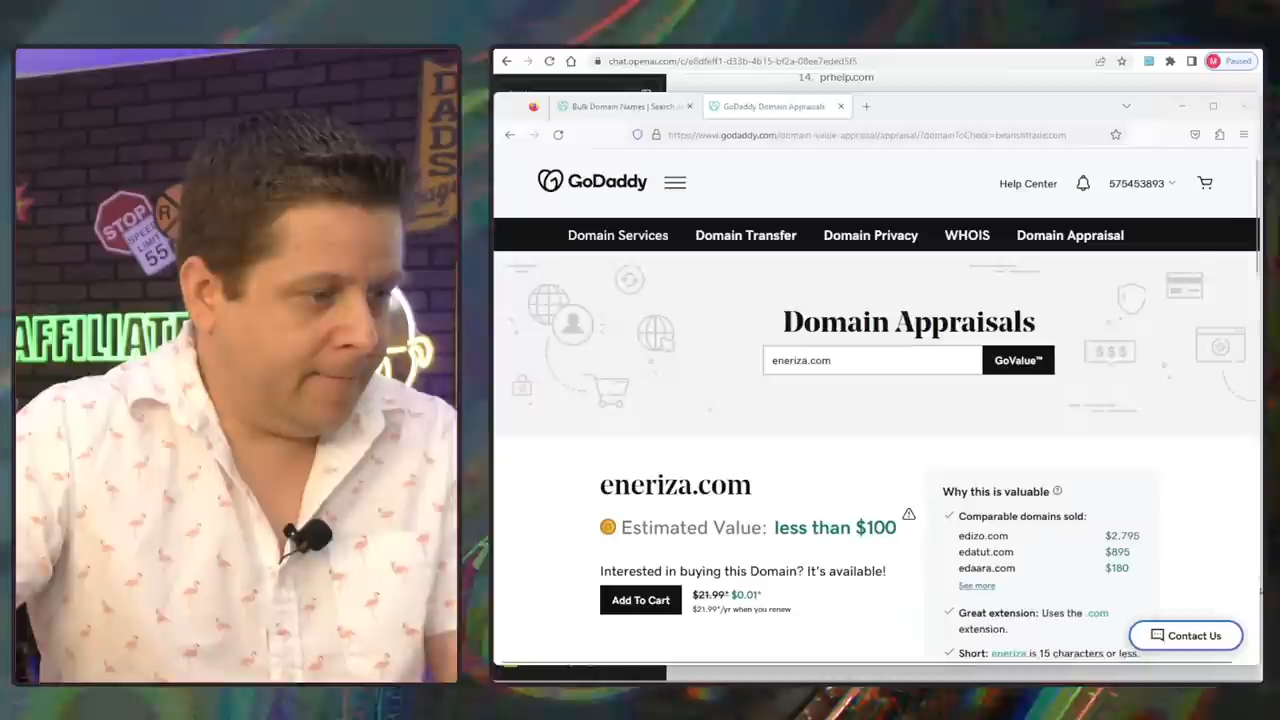 DADS
STOP
R
SPEED
LIMIT
55
AFFILIATE
chat.openai.com/c/e8dfeff1-d33b-4b15-bf2a-08ee7eded5f5
M
Paused
14. prhelp.com
Bulk Domain Names | Search
GoDaddy Domain Appraisals
https://www.godaddy.com/domain-value-appraisal/appraisal/?domainToCheck=beanstilltrade.com
GoDaddy
Help Center
575453893
Domain Services
Domain Transfer
Domain Privacy
WHOIS
Domain Appraisal
Domain Appraisals
$$$
eneriza.com
GoValue™
eneriza.com
Estimated Value: less than $100
Interested in buying this Domain? It's available!
Add To Cart
$21.99* $0.01*
$21.99*/yr when you renew
Why this is valuable
Comparable domains sold:
edizo.com $2,795
edatut.com $895
edaara.com $180
See more
Great extension: Uses the .com
extension.
Short: eneriza is 15 characters or less.
Contact Us